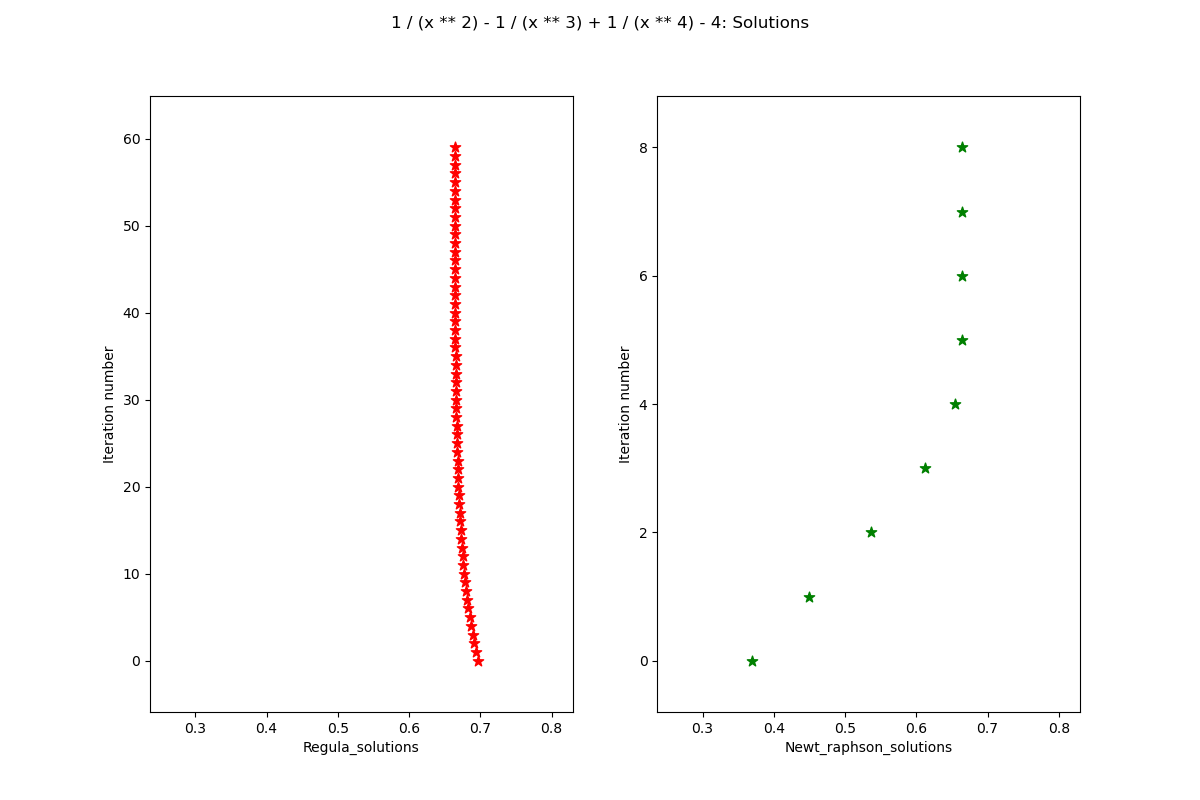 1 / (x ** 2) - 1 / (x ** 3) + 1 / (x ** 4) - 4: Solutions
Iteration number
60
50
40
30
20
10
0
0.3 0.4 0.5 0.6 0.7 0.8
Regula_solutions
Iteration number
8
6
4
2
0
0.3 0.4 0.5 0.6 0.7 0.8
Newt_raphson_solutions